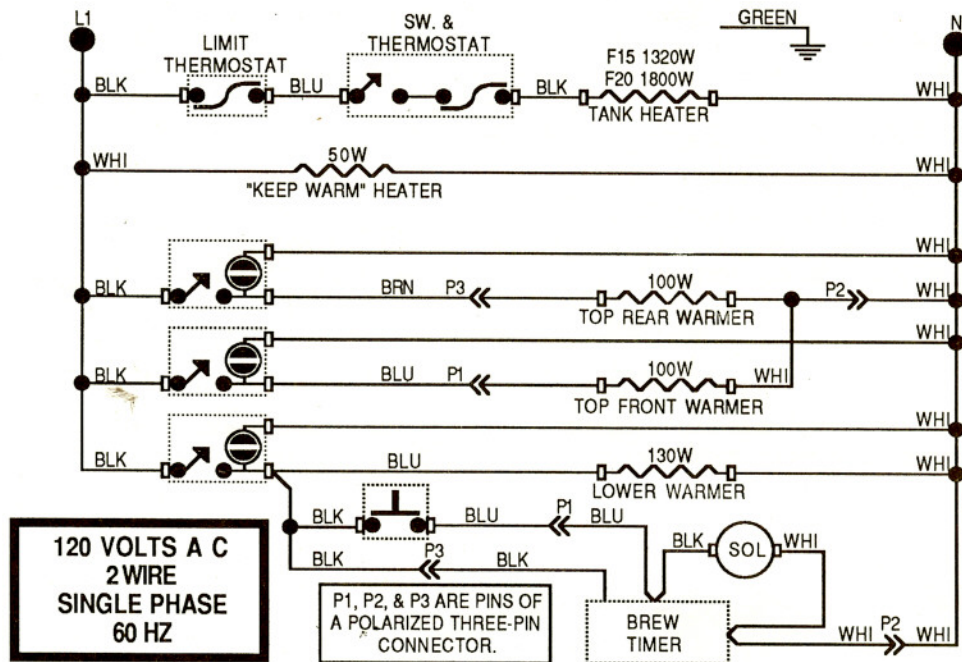 L1
LIMIT
THERMOSTAT
SW. &
THERMOSTAT
GREEN
N
F15 1320W
F20 1800W
BLK
BLU
BLK
TANK HEATER
WHI
WHI
50W
"KEEP WARM" HEATER
WHI
WHI
BLK
BRN
P3
100W
TOP REAR WARMER
P2
WHI
WHI
BLK
BLU
P1
100W
TOP FRONT WARMER
WHI
WHI
BLK
BLU
130W
LOWER WARMER
WHI
BLK
BLU
P1
BLU
BLK
SOL
WHI
BLK
P3
BLK
120 VOLTS A C
2 WIRE
SINGLE PHASE
60 HZ
P1, P2, & P3 ARE PINS OF
A POLARIZED THREE-PIN
CONNECTOR.
BREW
TIMER
WHI
P2
WHI